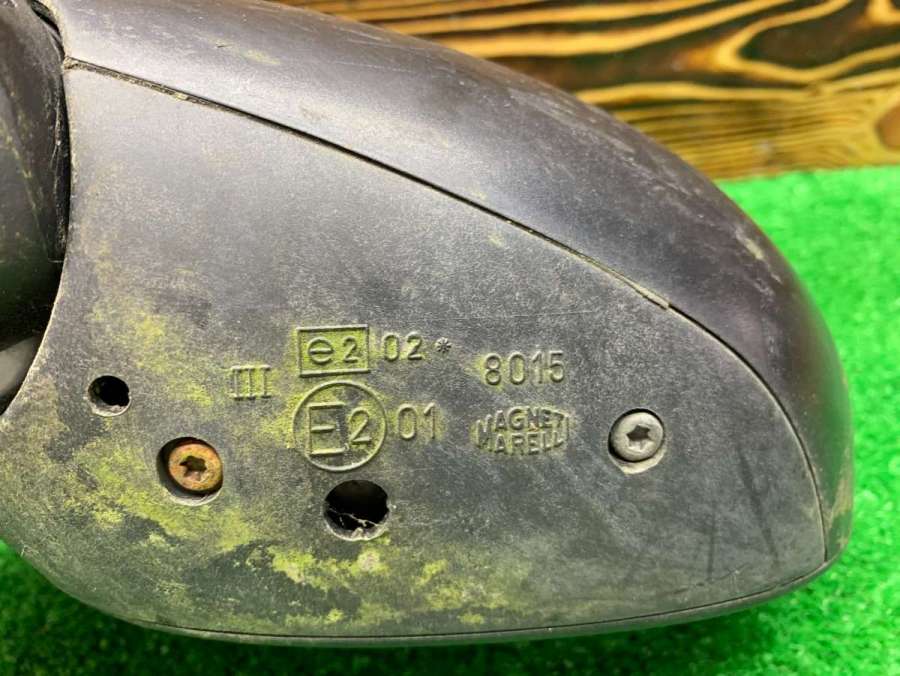 III e2 02* 8015
E2 01 MAGNETI
MARELLI